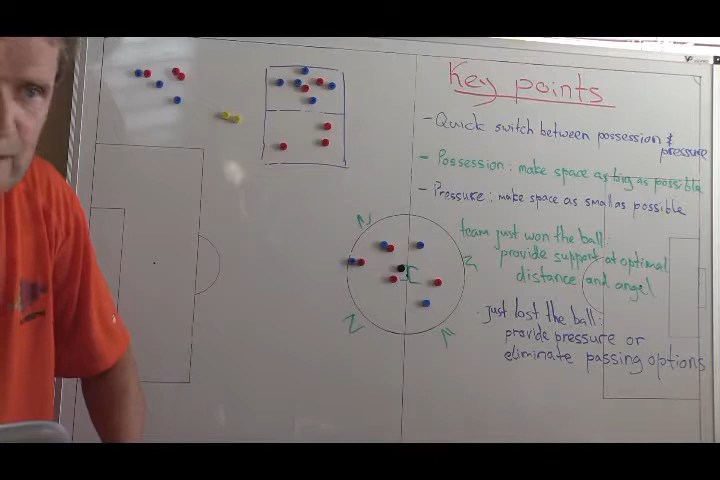 Key points
- Quick switch between possession &
pressure
- Possession: make space as big as possible
- Pressure: make space as small as possible
team just won the ball:
provide support at optimal
distance and angel
. just lost the ball:
provide pressure or
eliminate passing options